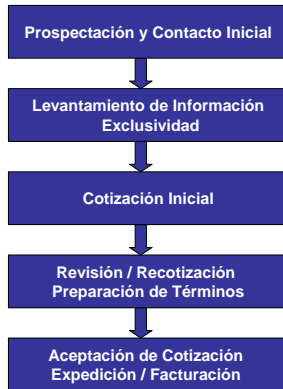 Prospectación y Contacto Inicial
Levantamiento de Información
Exclusividad
Cotización Inicial
Revisión / Recotización
Preparación de Términos
Aceptación de Cotización
Expedición / Facturación